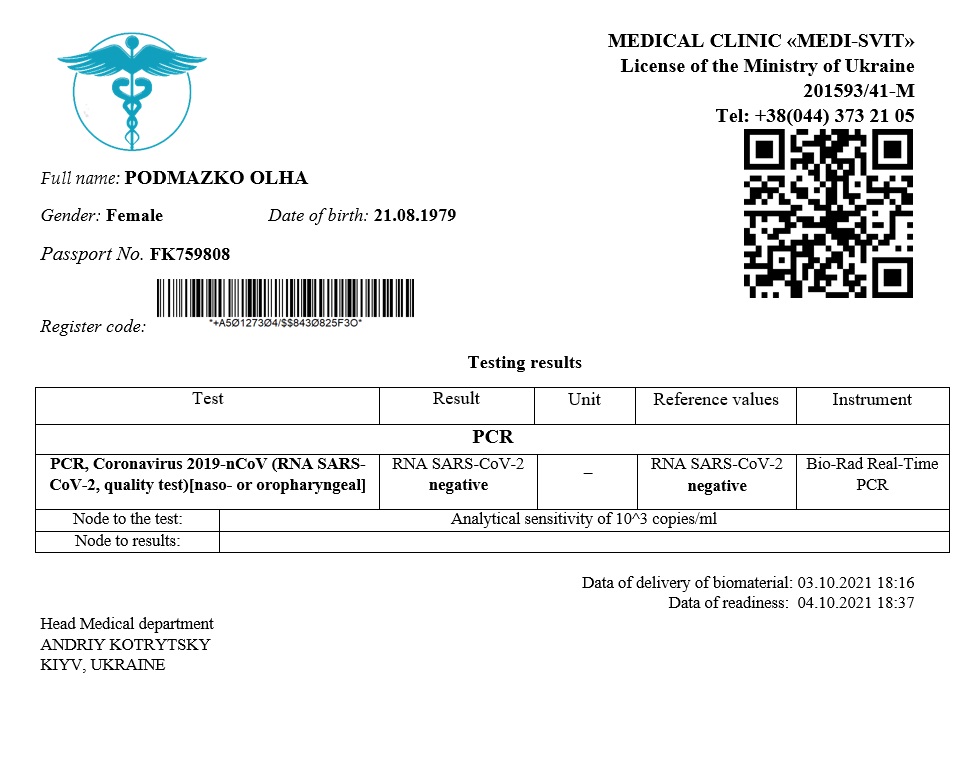 MEDICAL CLINIC «MEDI-SVIT»
License of the Ministry of Ukraine
201593/41-M
Tel: +38(044) 373 21 05
Full name: PODMAZKO OLHA
Gender: Female Date of birth: 21.08.1979
Passport No. FK759808
Register code:
*+A5Ø1273Ø4/$$843Ø825F3O*
Testing results
Test Result Unit Reference values Instrument
PCR
PCR, Coronavirus 2019-nCoV (RNA SARS- RNA SARS-CoV-2 – RNA SARS-CoV-2 Bio-Rad Real-Time
CoV-2, quality test)[naso- or oropharyngeal] negative negative PCR
Node to the test: Analytical sensitivity of 10^3 copies/ml
Node to results:
Data of delivery of biomaterial: 03.10.2021 18:16
Data of readiness: 04.10.2021 18:37
Head Medical department
ANDRIY KOTRYTSKY
KIYV, UKRAINE